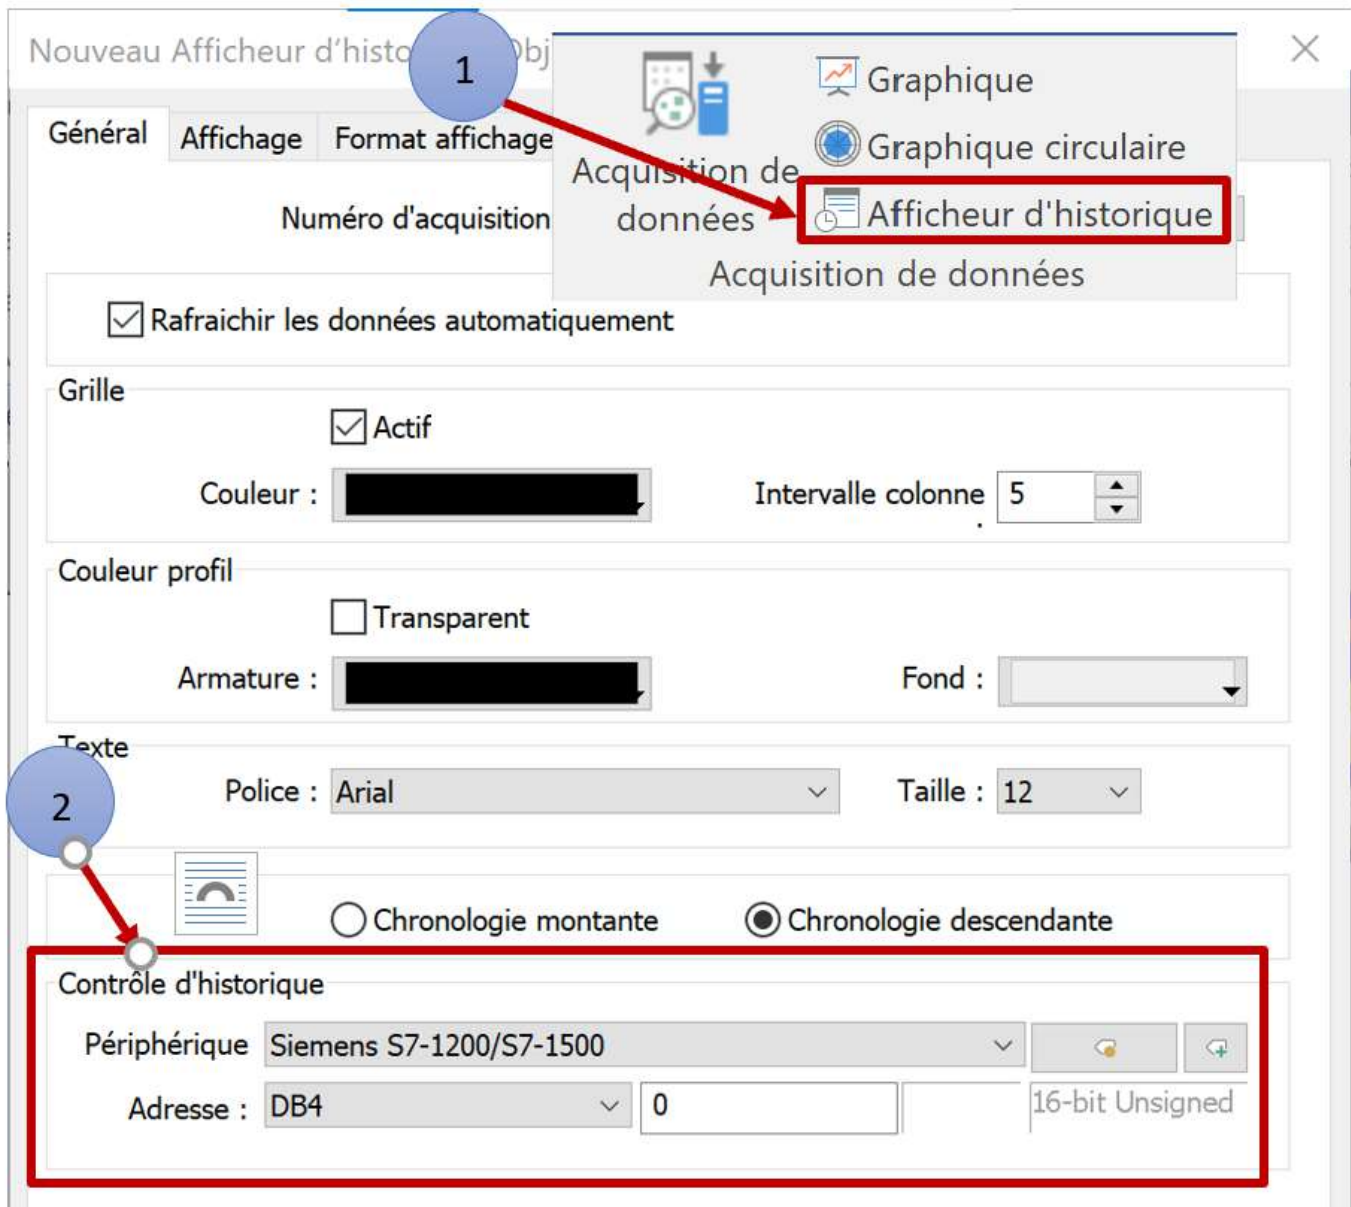 Nouveau Afficheur d'histo
1
Obj
Graphique
Graphique circulaire
Afficheur d'historique
Acquisition de
données
Acquisition de données
Général
Affichage
Format affichage
Numéro d'acquisition
Rafraichir les données automatiquement
Grille
Actif
Couleur :
Intervalle colonne
5
Couleur profil
Transparent
Armature :
Fond :
Texte
2
Police : Arial
Taille : 12
Chronologie montante
Chronologie descendante
Contrôle d'historique
Périphérique Siemens S7-1200/S7-1500
Adresse : DB4 0 16-bit Unsigned